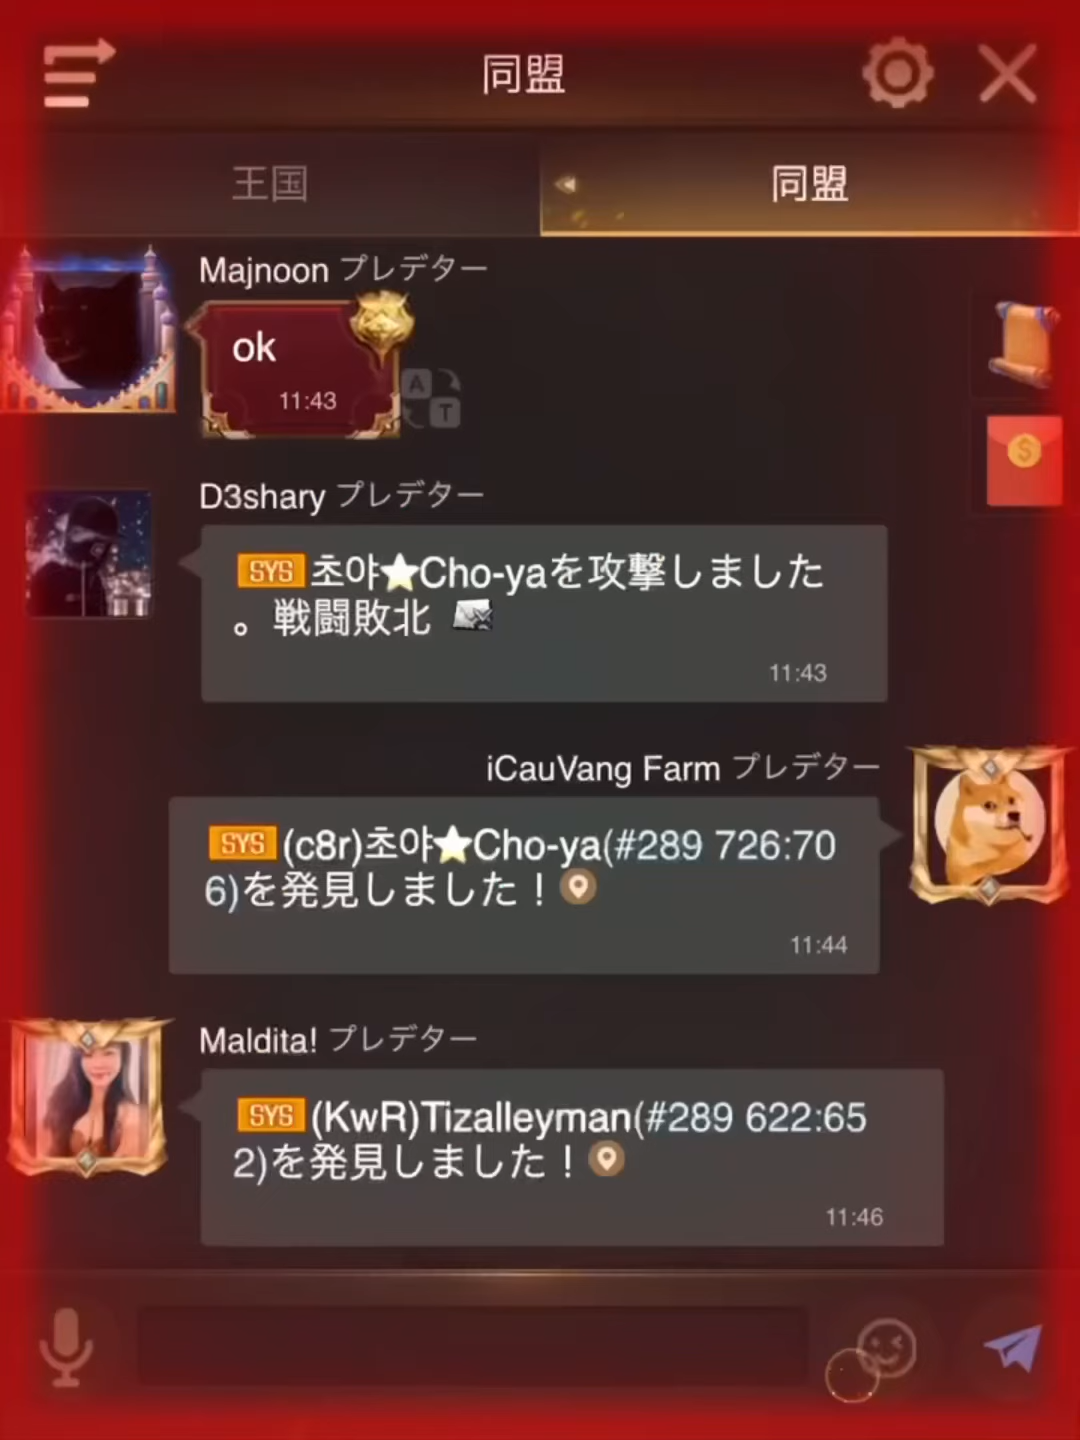 同盟
王国
同盟
Majnoon プレデター
ok
11:43
A
T
D3shary プレデター
SYS 초야⭐Cho-yaを攻撃しました
。戦闘敗北
11:43
iCauVang Farm プレデター
SYS (c8r)초야⭐Cho-ya(#289 726:70
6)を発見しました！
11:44
Maldita! プレデター
SYS (KwR)Tizalleyman(#289 622:65
2)を発見しました！
11:46